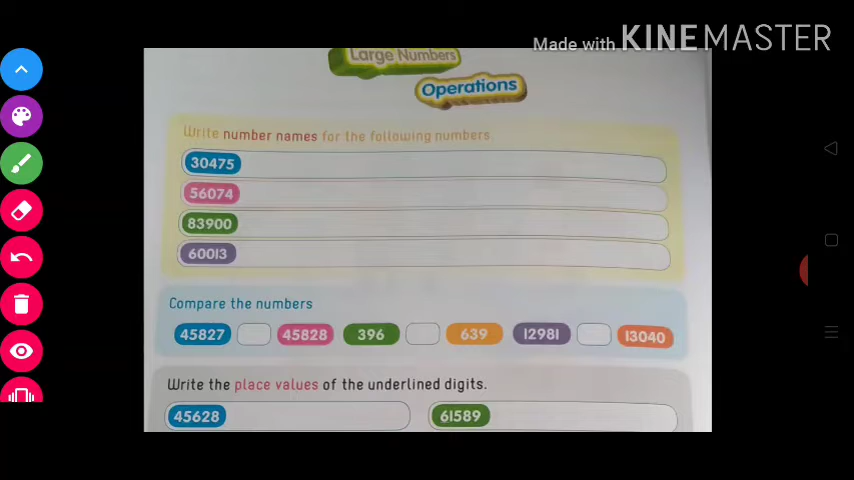 Made with KINEMASTER
Large Numbers
Operations
Write number names for the following numbers.
30475
56074
83900
60013
Compare the numbers
45827 45828 396 639 12981 13040
Write the place values of the underlined digits.
45628 61589